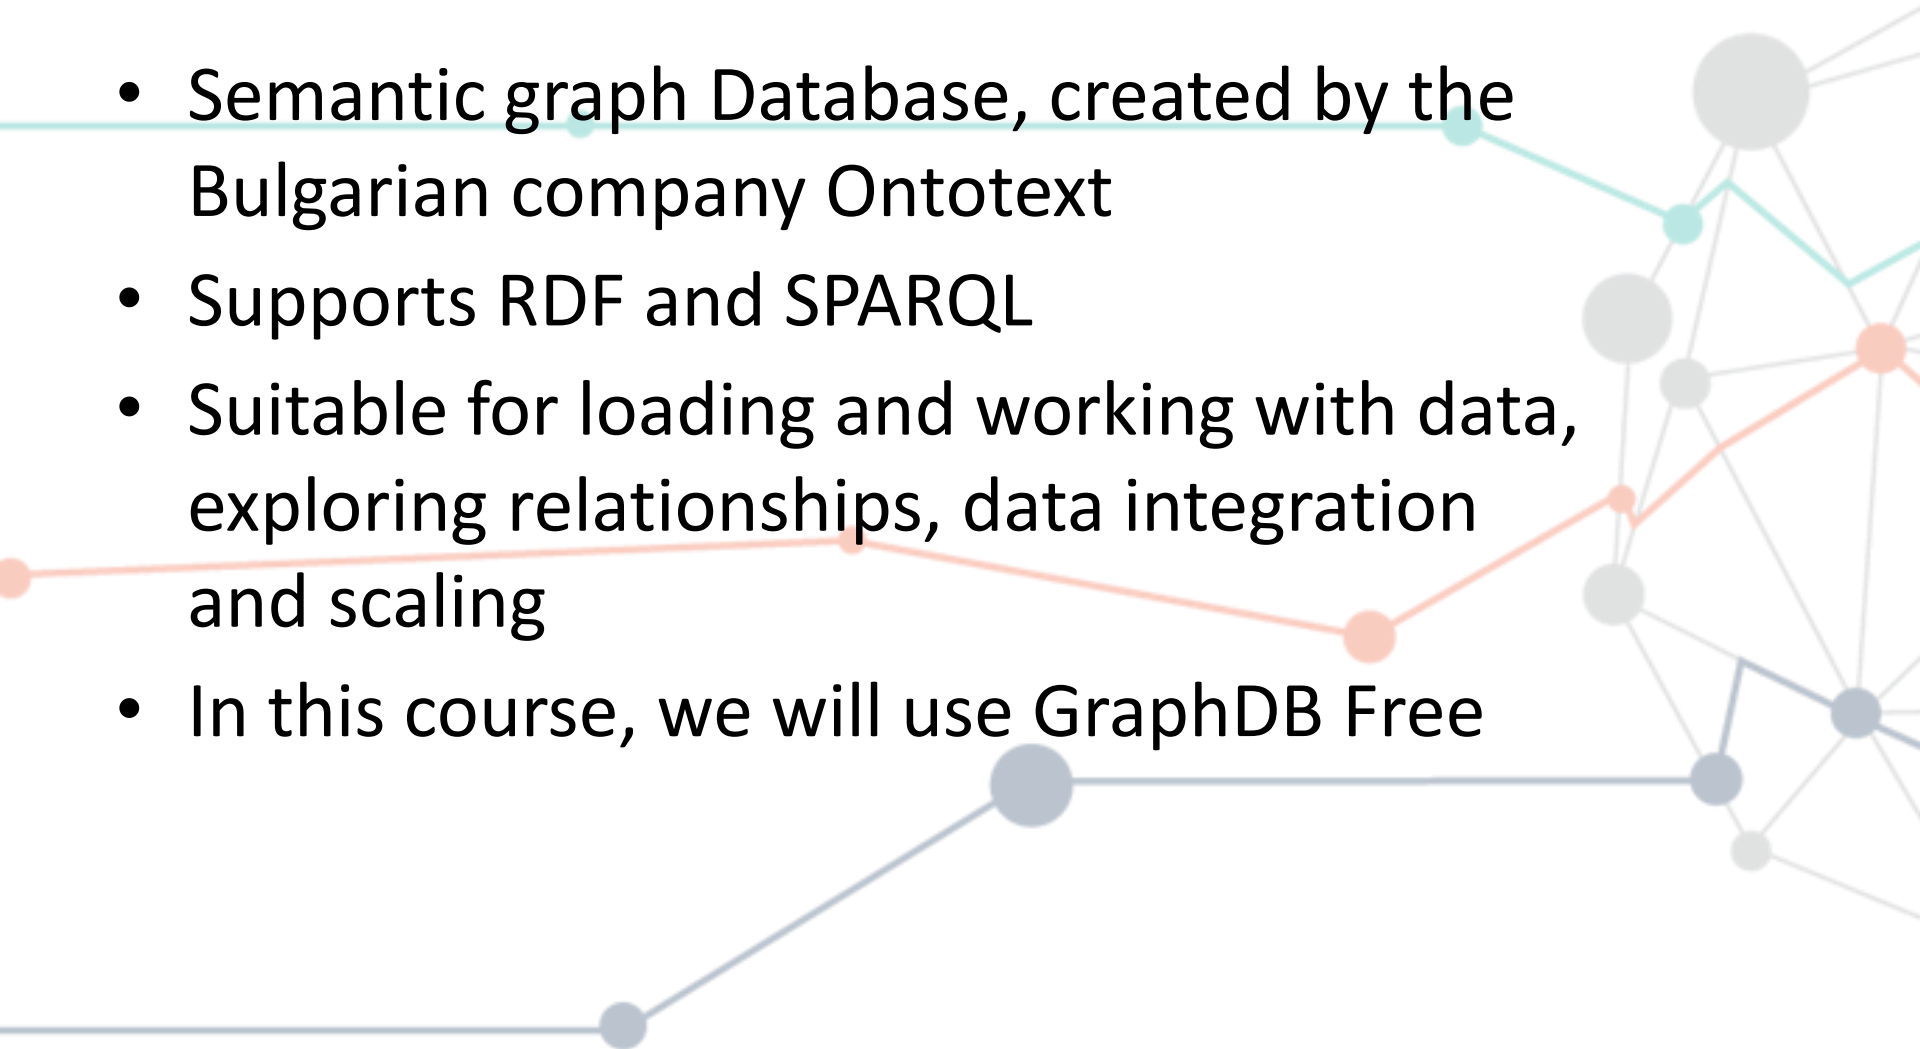 • Semantic graph Database, created by the
Bulgarian company Ontotext
• Supports RDF and SPARQL
• Suitable for loading and working with data,
exploring relationships, data integration
and scaling
• In this course, we will use GraphDB Free